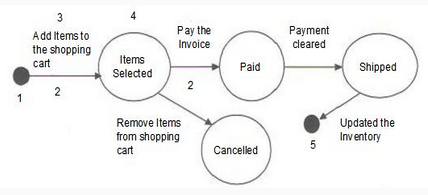 3
4
Add Items to
the shopping
cart
Pay the
Invoice
Payment
cleared
Items
Selected
Paid
Shipped
1
2
2
Remove Items
from shopping
cart
Cancelled
Updated the
Inventory
5